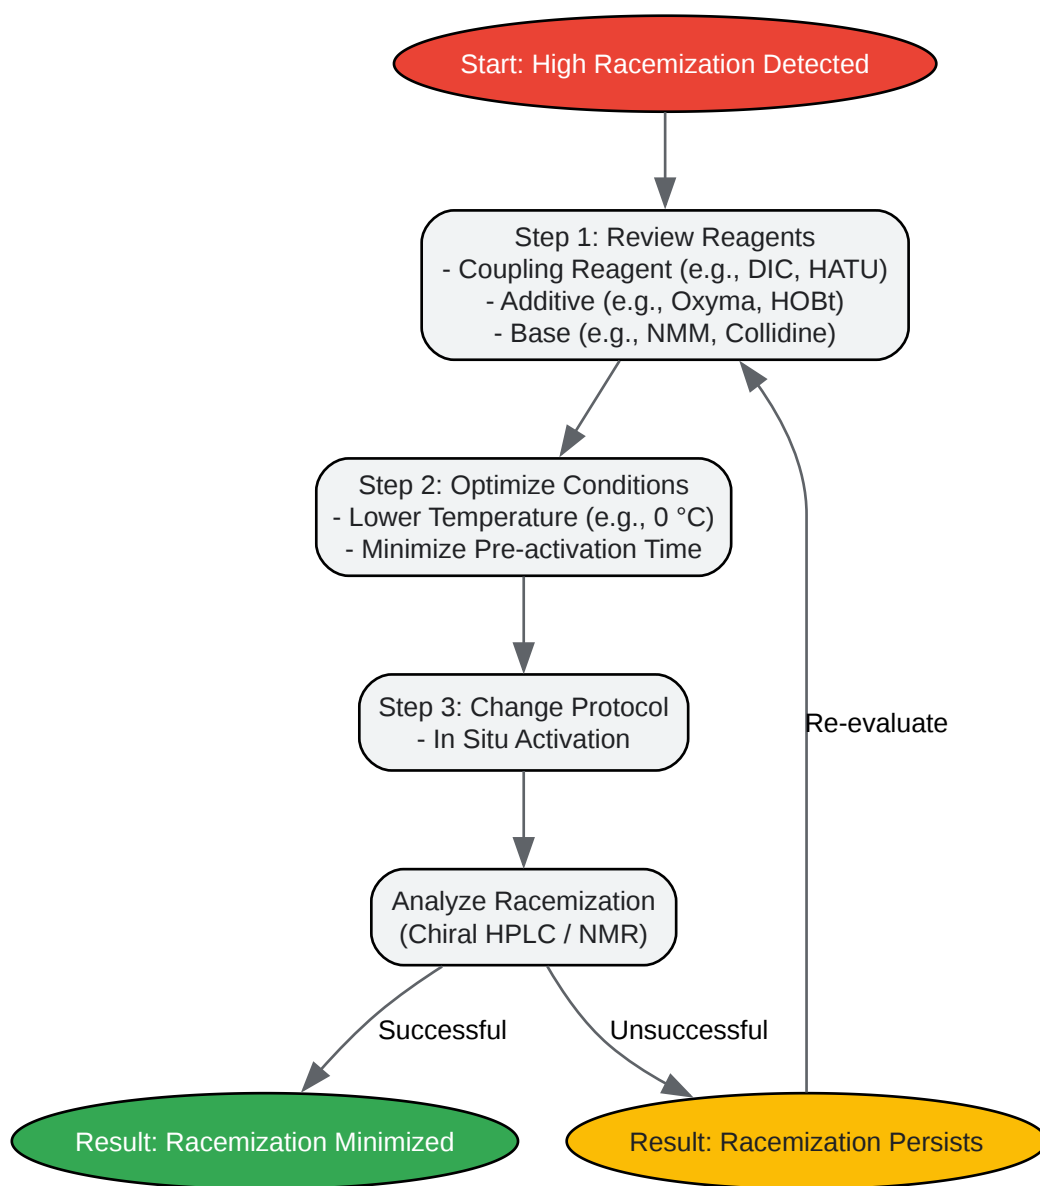 Start: High Racemization Detected
Step 1: Review Reagents
- Coupling Reagent (e.g., DIC, HATU)
- Additive (e.g., Oxyma, HOBt)
- Base (e.g., NMM, Collidine)
Step 2: Optimize Conditions
- Lower Temperature (e.g., 0 °C)
- Minimize Pre-activation Time
Step 3: Change Protocol
- In Situ Activation
Re-evaluate
Analyze Racemization
(Chiral HPLC / NMR)
Successful
Unsuccessful
Result: Racemization Minimized
Result: Racemization Persists